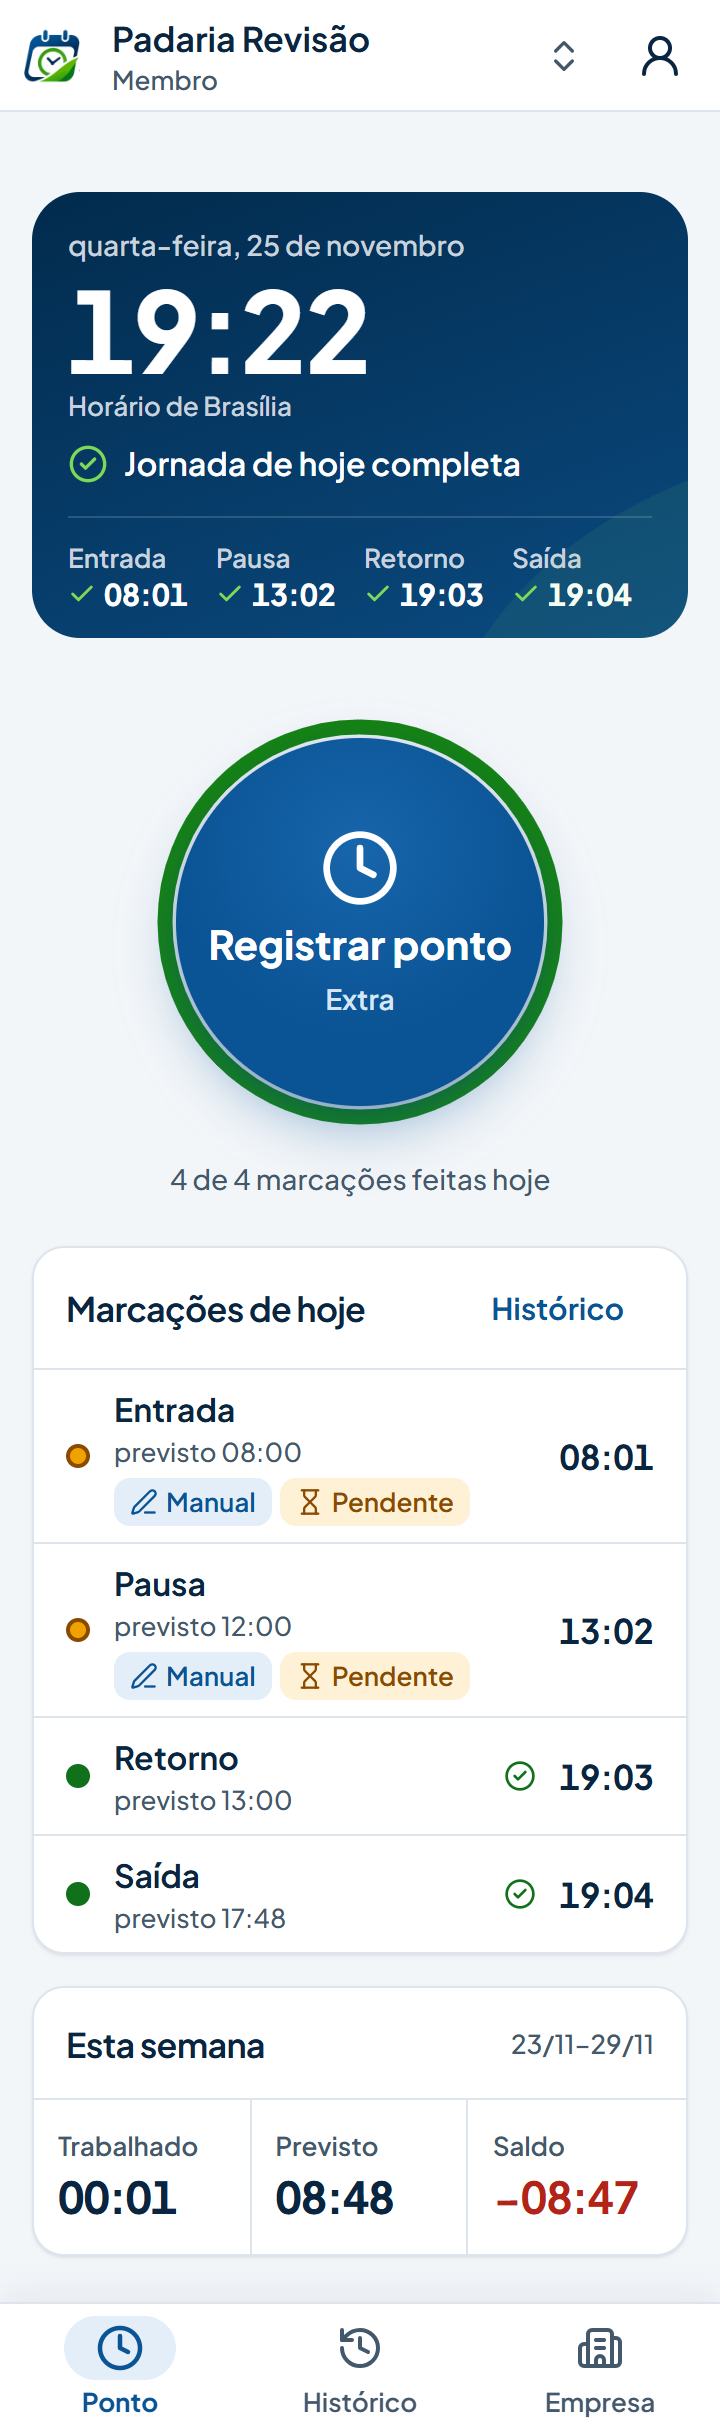 Padaria Revisão
Membro
quarta-feira, 25 de novembro
19:22
Horário de Brasília
Jornada de hoje completa
Entrada Pausa Retorno Saída
08:01 13:02 19:03 19:04
Registrar ponto
Extra
4 de 4 marcações feitas hoje
Marcações de hoje Histórico
Entrada
previsto 08:00
08:01
Manual Pendente
Pausa
previsto 12:00
13:02
Manual Pendente
Retorno
previsto 13:00
19:03
Saída
previsto 17:48
19:04
Esta semana 23/11–29/11
Trabalhado Previsto Saldo
00:01 08:48 −08:47
Ponto Histórico Empresa